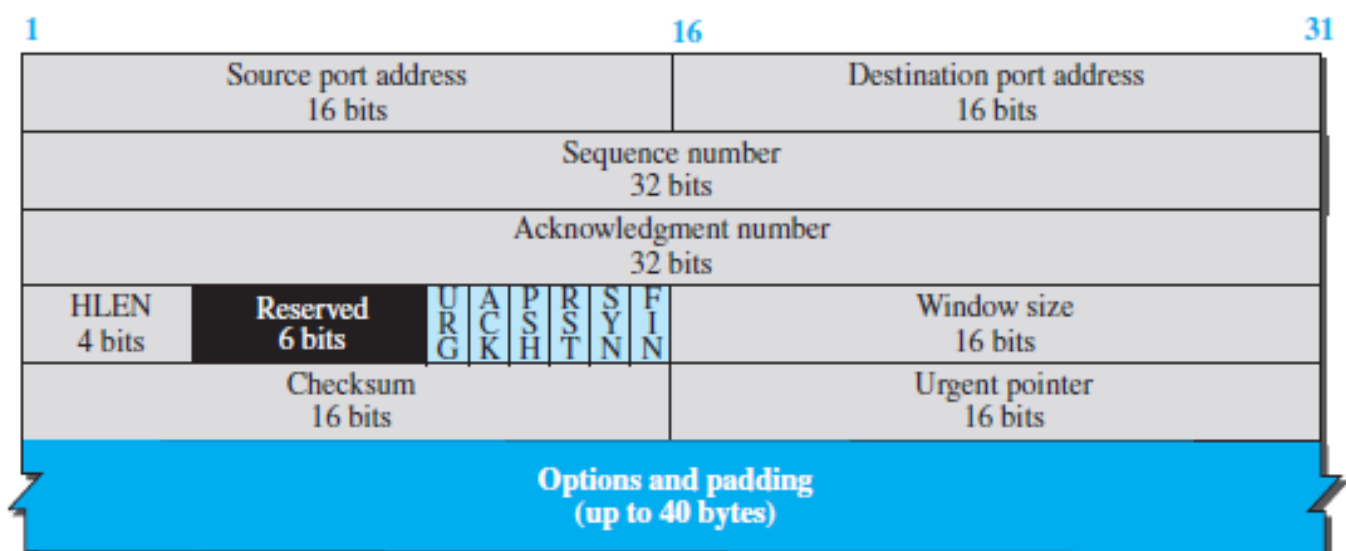 1 16 31
Source port address Destination port address
16 bits 16 bits
Sequence number
32 bits
Acknowledgment number
32 bits
HLEN Reserved URG ACK PSH RST SYN FIN Window size
4 bits 6 bits 16 bits
Checksum Urgent pointer
16 bits 16 bits
Options and padding
(up to 40 bytes)